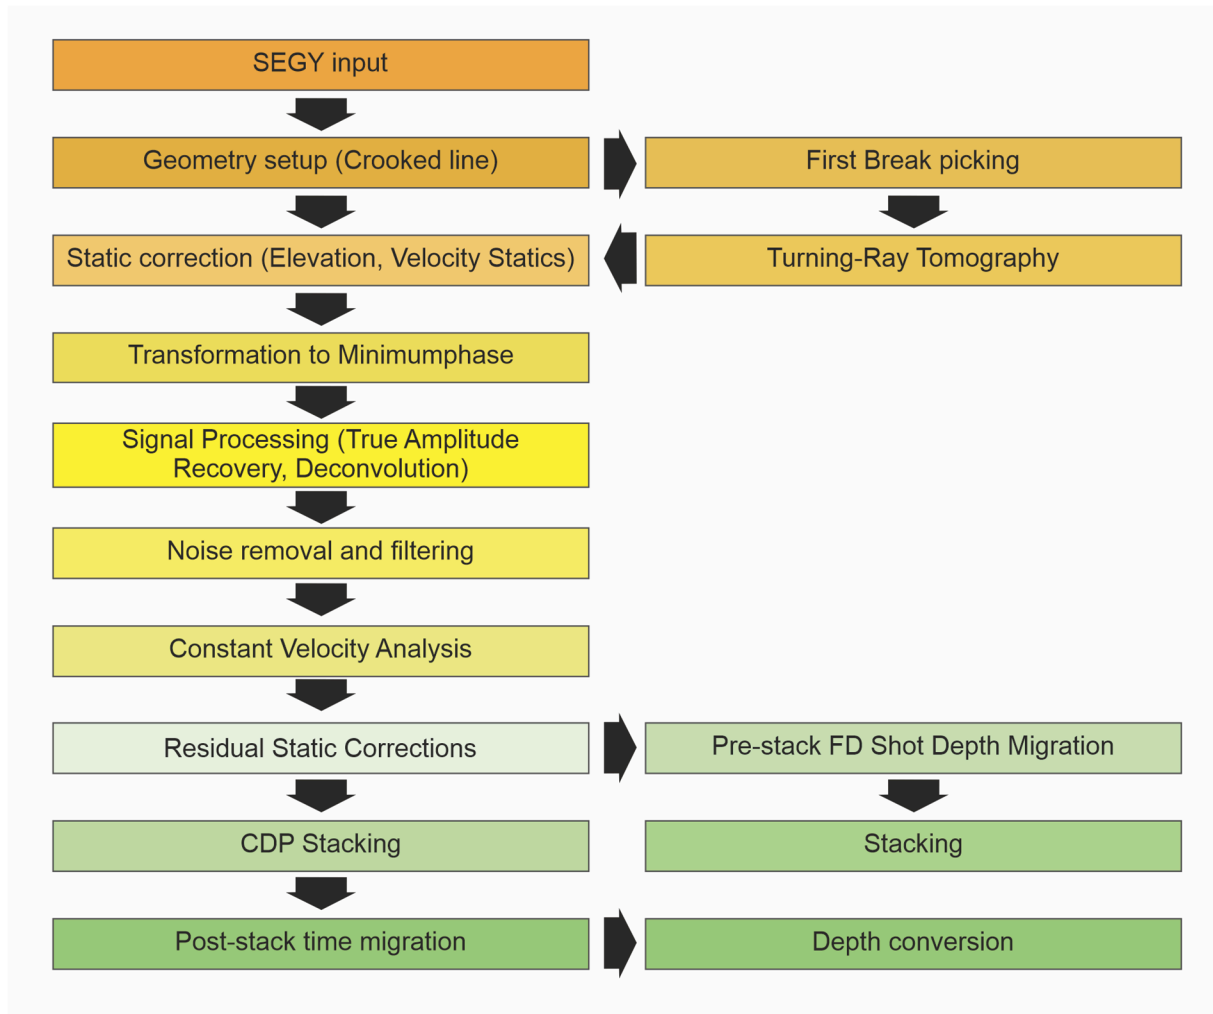 SEGY input
Geometry setup (Crooked line)
First Break picking
Static correction (Elevation, Velocity Statics)
Turning-Ray Tomography
Transformation to Minimumphase
Signal Processing (True Amplitude
Recovery, Deconvolution)
Noise removal and filtering
Constant Velocity Analysis
Residual Static Corrections
Pre-stack FD Shot Depth Migration
CDP Stacking
Stacking
Post-stack time migration
Depth conversion